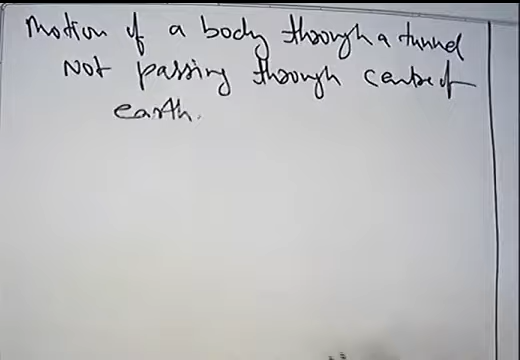 Motion of a body through a tunnel
Not passing through centre of
earth.